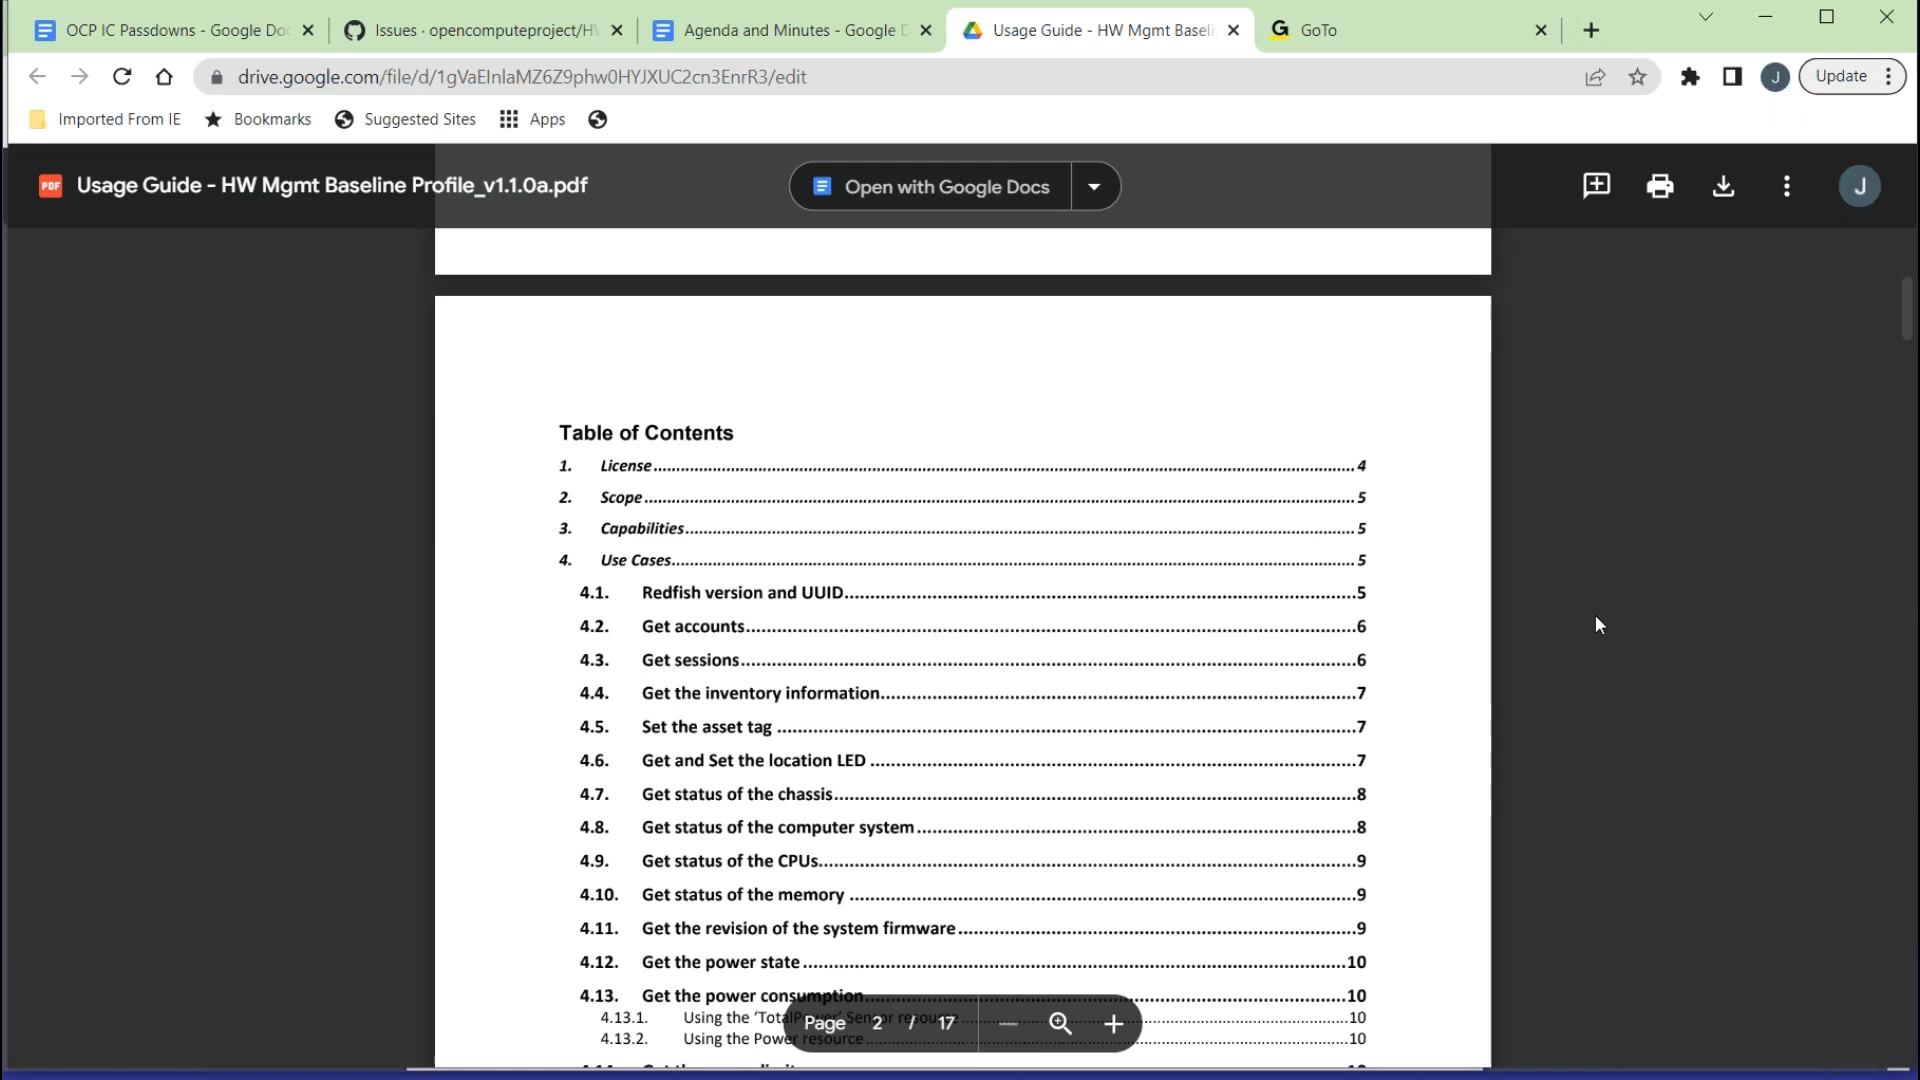 OCP IC Passdowns - Google Doc
Issues · opencomputeproject/HW
Agenda and Minutes - Google D
Usage Guide - HW Mgmt Baseli
G GoTo
drive.google.com/file/d/1gVaEInlaMZ6Z9phw0HYJXUC2cn3EnrR3/edit
J
Update
Imported From IE
Bookmarks
Suggested Sites
Apps
PDF Usage Guide - HW Mgmt Baseline Profile_v1.1.0a.pdf
Open with Google Docs
J
Table of Contents
1. License 4
2. Scope 5
3. Capabilities 5
4. Use Cases 5
4.1. Redfish version and UUID 5
4.2. Get accounts 6
4.3. Get sessions 6
4.4. Get the inventory information 7
4.5. Set the asset tag 7
4.6. Get and Set the location LED 7
4.7. Get status of the chassis 8
4.8. Get status of the computer system 8
4.9. Get status of the CPUs 9
4.10. Get status of the memory 9
4.11. Get the revision of the system firmware 9
4.12. Get the power state 10
4.13. Get the power consumption 10
4.13.1. Using the 'TotalPower' Sensor resource 10
4.13.2. Using the Power resource 10
Page 2 / 17